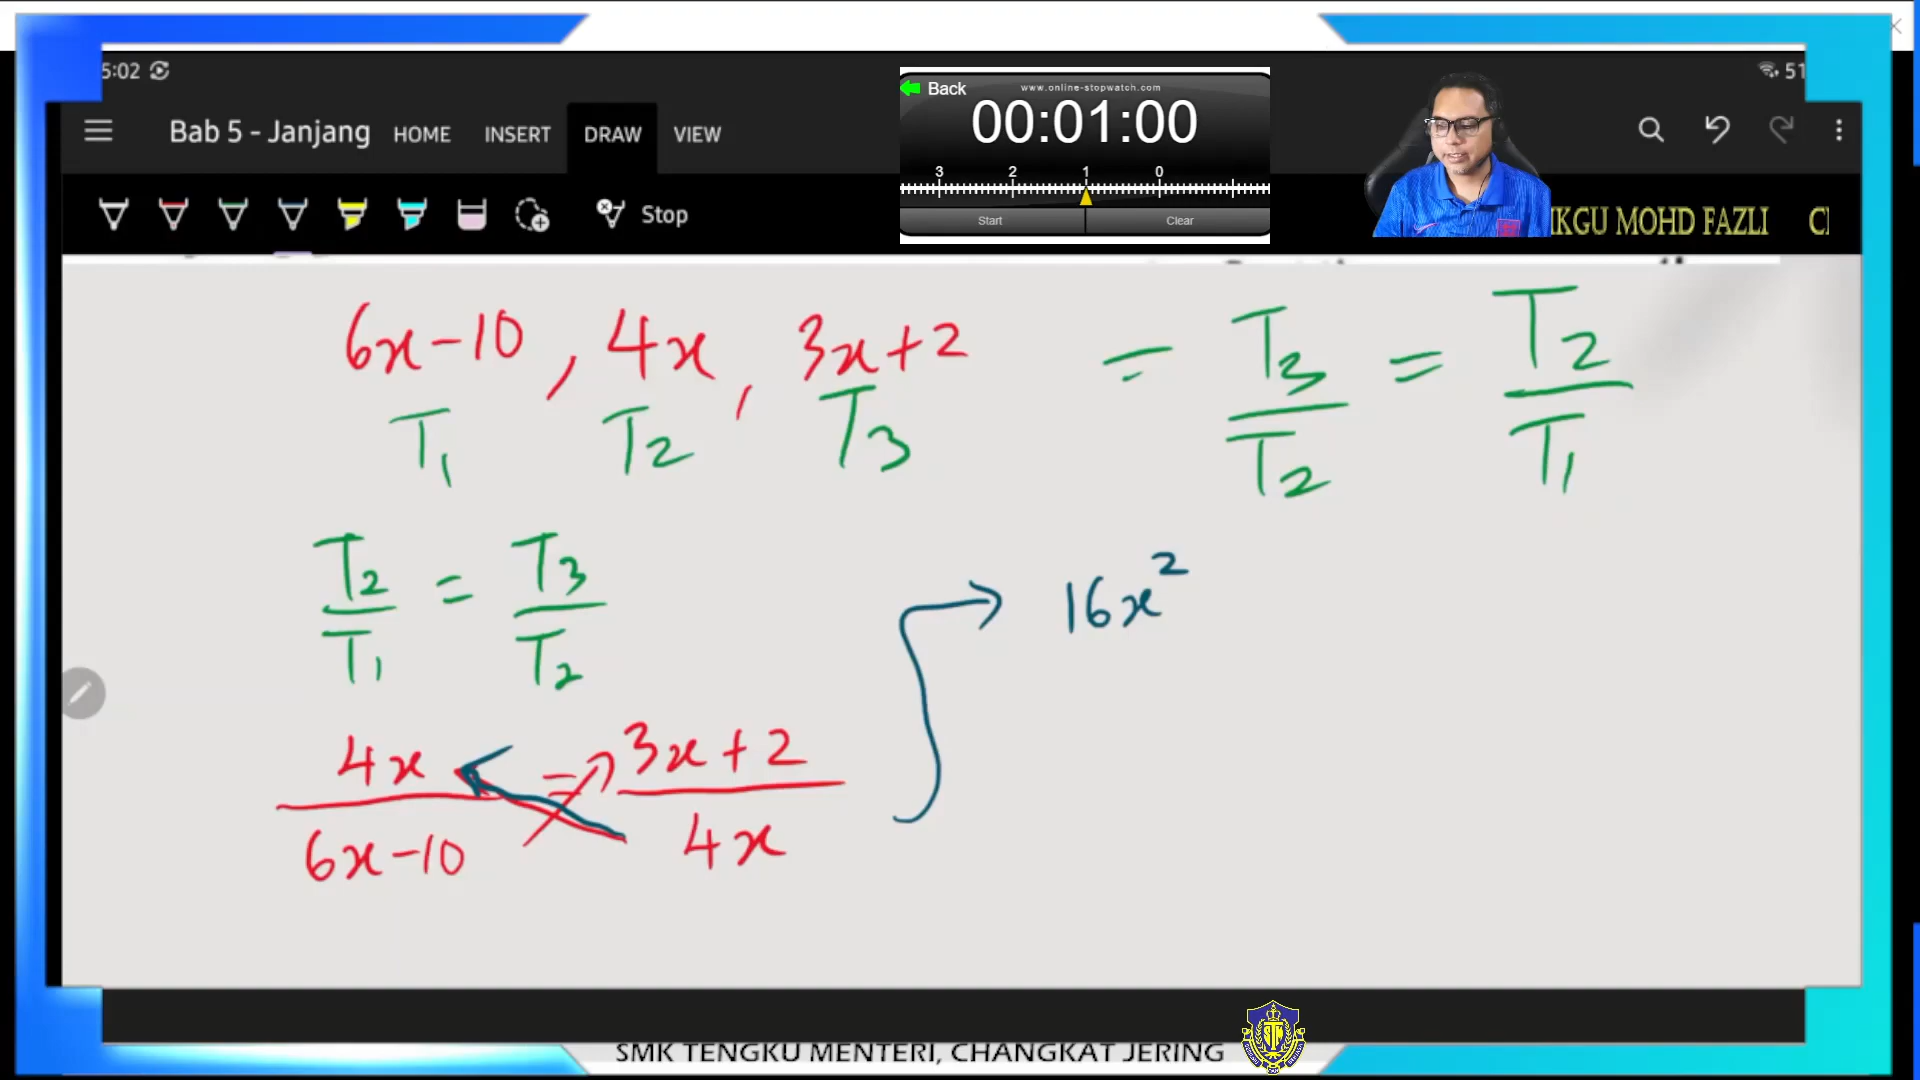 5:02
51
Bab 5 - Janjang HOME INSERT DRAW VIEW
Back
www.online-stopwatch.com
00:01:00
3 2 1 0
Start Clear
Stop
MOHD FAZLI
6x-10, 4x, 3x+2 = T3/T2 = T2/T1
T1 T2 T3
T2/T1 = T3/T2
16x²
4x/6x-10 = 3x+2/4x
SMK TENGKU MENTERI, CHANGKAT JERING